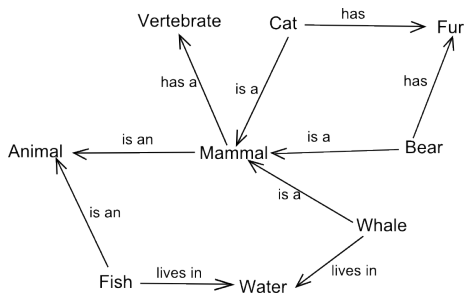 Vertebrate
Cat
has
Fur
has a
is a
has
Animal
is an
Mammal
is a
Bear
is an
is a
Whale
Fish
lives in
Water
lives in